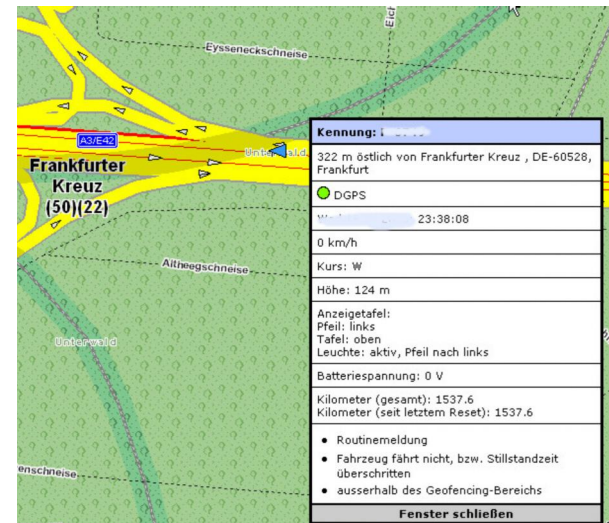 Eich
Eysseneckschneise
A3/E42
Unterwald
Frankfurter
Kreuz
(50)(22)
Altheegschneise
Unterwald
enschneise
Kennung:
322 m östlich von Frankfurter Kreuz , DE-60528,
Frankfurt
DGPS
23:38:08
0 km/h
Kurs: W
Höhe: 124 m
Anzeigetafel:
Pfeil: links
Tafel: oben
Leuchte: aktiv, Pfeil nach links
Batteriespannung: 0 V
Kilometer (gesamt): 1537.6
Kilometer (seit letztem Reset): 1537.6
Routinemeldung
Fahrzeug fährt nicht, bzw. Stillstandzeit
überschritten
ausserhalb des Geofencing-Bereichs
Fenster schließen